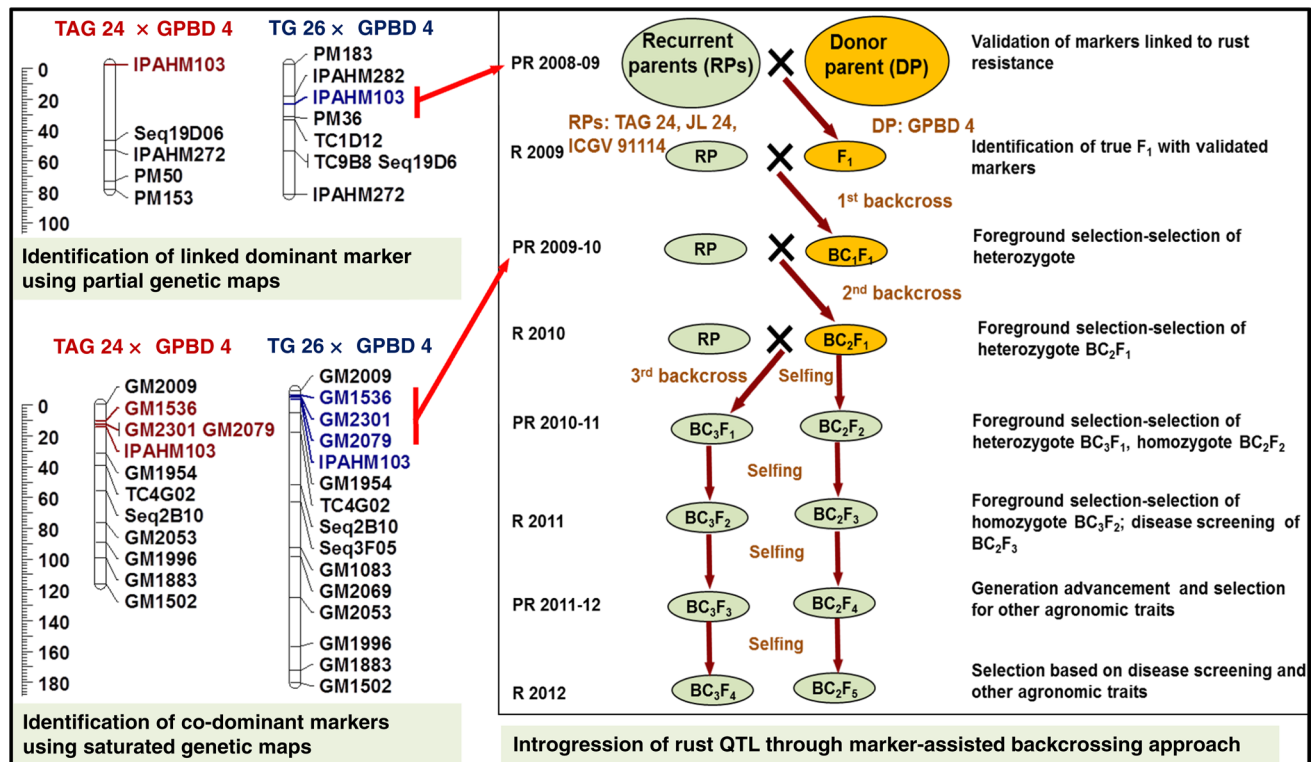 TAG 24 × GPBD 4
TG 26 × GPBD 4
0
20
40
60
80
100
IPAHM103
Seq19D06
IPAHM272
PM50
PM153
PM183
IPAHM282
IPAHM103
PM36
TC1D12
TC9B8 Seq19D6
IPAHM272
Identification of linked dominant marker
using partial genetic maps
TAG 24 × GPBD 4
TG 26 × GPBD 4
0
20
40
60
80
100
120
140
160
180
GM2009
GM1536
GM2301 GM2079
IPAHM103
GM1954
TC4G02
Seq2B10
GM2053
GM1996
GM1883
GM1502
GM2009
GM1536
GM2301
GM2079
IPAHM103
GM1954
TC4G02
Seq2B10
Seq3F05
GM1083
GM2069
GM2053
GM1996
GM1883
GM1502
Identification of co-dominant markers
using saturated genetic maps
PR 2008-09
Recurrent
parents (RPs)
Donor
parent (DP)
Validation of markers linked to rust
resistance
RPs: TAG 24, JL 24,
ICGV 91114
DP: GPBD 4
R 2009
RP
F1
Identification of true F1 with validated
markers
1st backcross
PR 2009-10
RP
BC1F1
Foreground selection-selection of
heterozygote
2nd backcross
R 2010
RP
BC2F1
Foreground selection-selection of
heterozygote BC2F1
3rd backcross
Selfing
PR 2010-11
BC3F1
BC2F2
Foreground selection-selection of
heterozygote BC3F1, homozygote BC2F2
Selfing
R 2011
BC3F2
BC2F3
Foreground selection-selection of
homozygote BC3F2; disease screening of
BC2F3
Selfing
PR 2011-12
BC3F3
BC2F4
Generation advancement and selection
for other agronomic traits
Selfing
R 2012
BC3F4
BC2F5
Selection based on disease screening and
other agronomic traits
Introgression of rust QTL through marker-assisted backcrossing approach